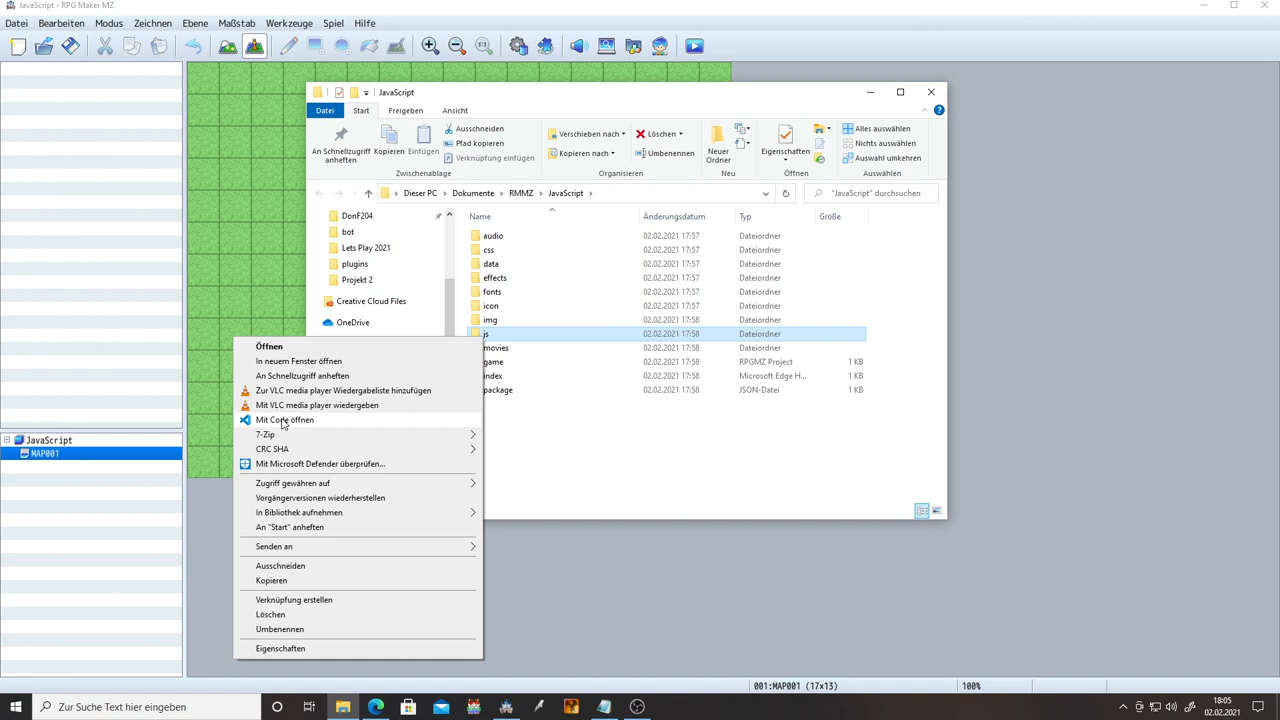 JavaScript - RPG Maker MZ
Datei Bearbeiten Modus Zeichnen Ebene Maßstab Werkzeuge Spiel Hilfe
JavaScript
Datei Start Freigeben Ansicht
An Schnellzugriff anheften
Kopieren
Einfügen
Ausschneiden
Pfad kopieren
Verknüpfung einfügen
Zwischenablage
Verschieben nach
Kopieren nach
Löschen
Umbenennen
Organisieren
Neuer Ordner
Neu
Eigenschaften
Öffnen
Alles auswählen
Nichts auswählen
Auswahl umkehren
Auswählen
Dieser PC › Dokumente › RMMZ › JavaScript ›
"JavaScript" durchsuchen
DonF204
bot
Lets Play 2021
plugins
Projekt 2
Creative Cloud Files
OneDrive
Name Änderungsdatum Typ Größe
audio 02.02.2021 17:57 Dateiordner
css 02.02.2021 17:57 Dateiordner
data 02.02.2021 17:57 Dateiordner
effects 02.02.2021 17:57 Dateiordner
fonts 02.02.2021 17:57 Dateiordner
icon 02.02.2021 17:57 Dateiordner
img 02.02.2021 17:58 Dateiordner
js 02.02.2021 17:58 Dateiordner
movies 02.02.2021 17:58 Dateiordner
game 02.02.2021 17:58 RPGMZ Project 1 KB
index 02.02.2021 17:58 Microsoft Edge H... 1 KB
package 02.02.2021 17:58 JSON-Datei 1 KB
Öffnen
In neuem Fenster öffnen
An Schnellzugriff anheften
Zur VLC media player Wiedergabeliste hinzufügen
Mit VLC media player wiedergeben
Mit Code öffnen
7-Zip
CRC SHA
Mit Microsoft Defender überprüfen...
Zugriff gewähren auf
Vorgängerversionen wiederherstellen
In Bibliothek aufnehmen
An "Start" anheften
Senden an
Ausschneiden
Kopieren
Verknüpfung erstellen
Löschen
Umbenennen
Eigenschaften
JavaScript
MAP001
001:MAP001 (17×13) 100%
Zur Suche Text hier eingeben
18:05
02.02.2021